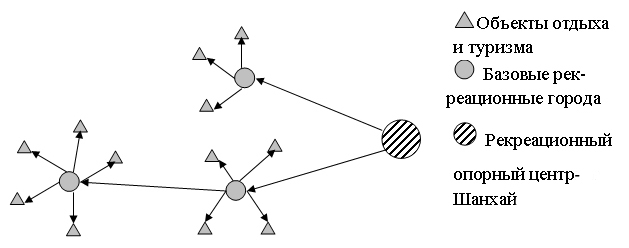 Объекты отдыха
и туризма
Базовые рек-
реационные города
Рекреационный
опорный центр-
Шанхай